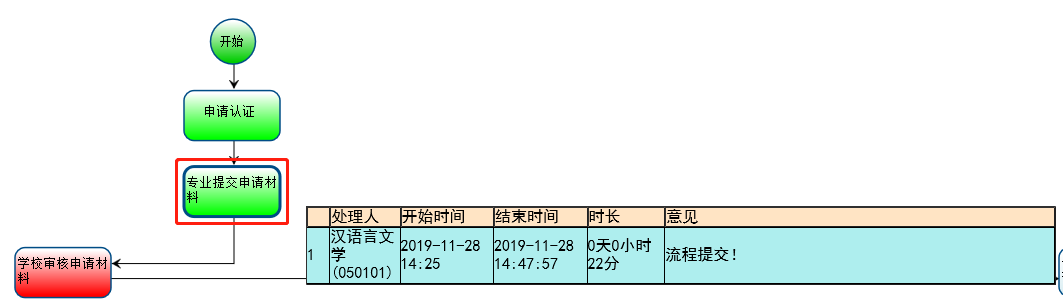 开始
申请认证
专业提交申请材
料
处理人 开始时间 结束时间 时长 意见
1 汉语言文学(050101) 2019-11-28 14:25 2019-11-28 14:47:57 0天0小时22分 流程提交!
学校审核申请材
料